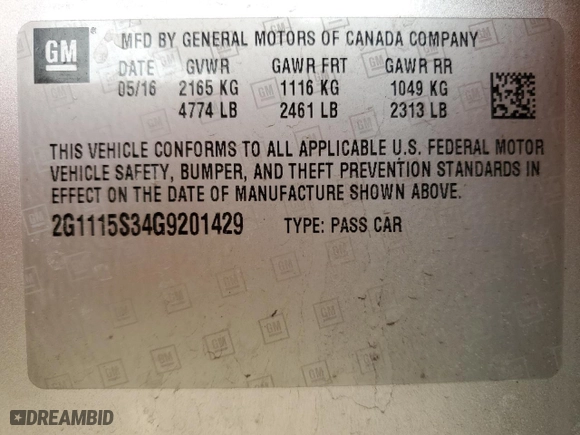 GM MFD BY GENERAL MOTORS OF CANADA COMPANY
DATE GVWR GAWR FRT GAWR RR
05/16 2165 KG 1116 KG 1049 KG
4774 LB 2461 LB 2313 LB
THIS VEHICLE CONFORMS TO ALL APPLICABLE U.S. FEDERAL MOTOR
VEHICLE SAFETY, BUMPER, AND THEFT PREVENTION STANDARDS IN
EFFECT ON THE DATE OF MANUFACTURE SHOWN ABOVE.
2G1115S34G9201429 TYPE: PASS CAR
DREAMBID